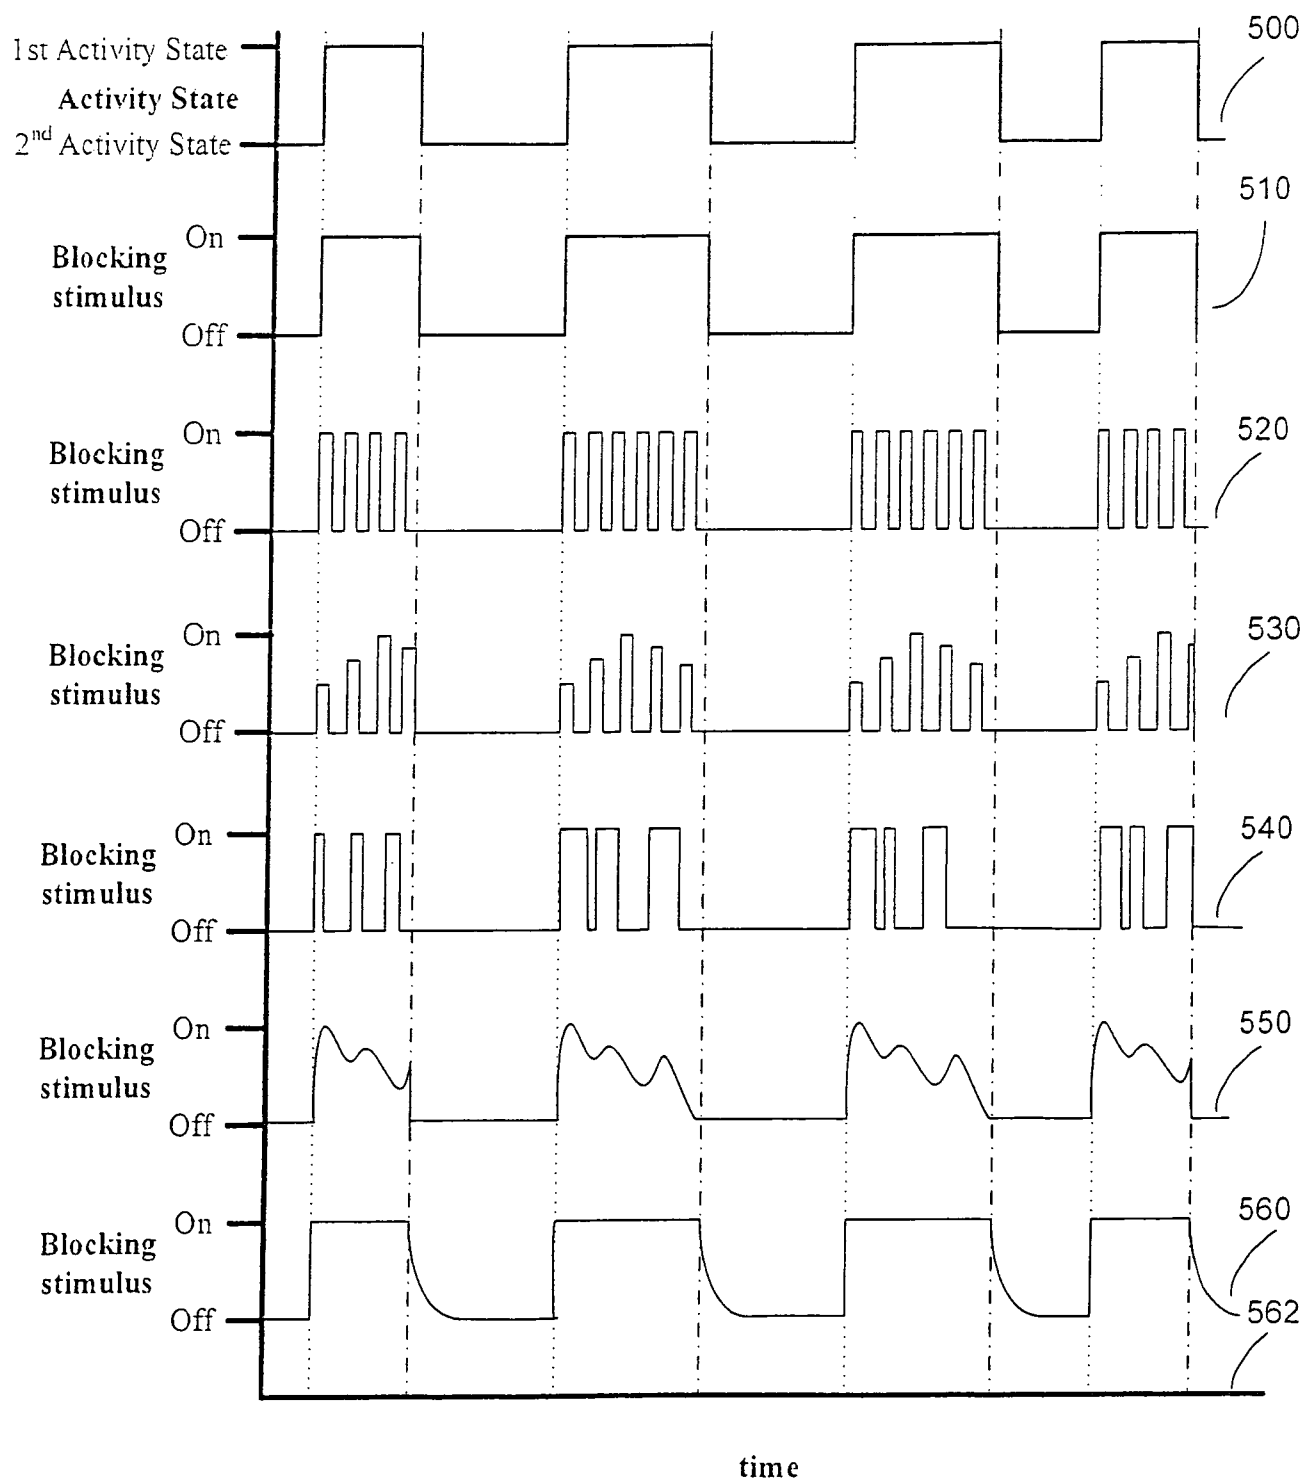 500
1st Activity State
Activity State
2nd Activity State
510
On
Blocking
stimulus
Off
520
On
Blocking
stimulus
Off
530
On
Blocking
stimulus
Off
540
On
Blocking
stimulus
Off
550
On
Blocking
stimulus
Off
560
On
Blocking
stimulus
Off
562
time